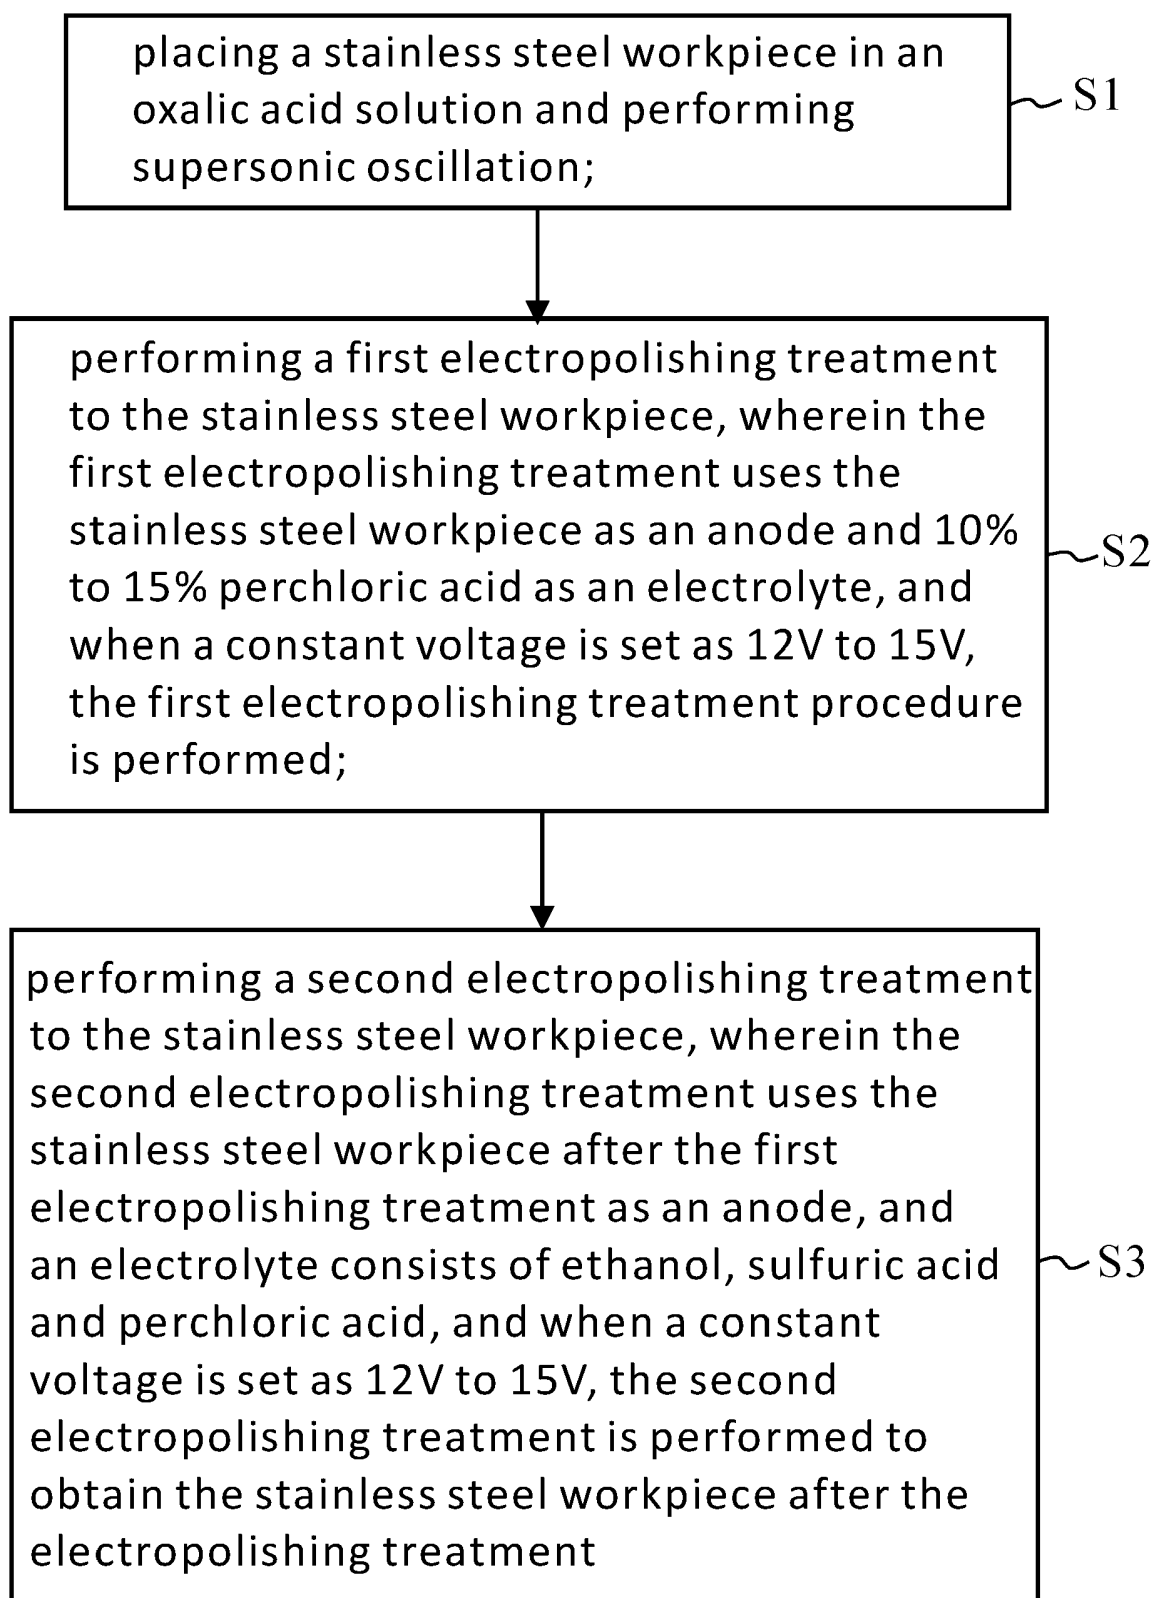 placing a stainless steel workpiece in an
oxalic acid solution and performing
supersonic oscillation;
S1
performing a first electropolishing treatment
to the stainless steel workpiece, wherein the
first electropolishing treatment uses the
stainless steel workpiece as an anode and 10%
to 15% perchloric acid as an electrolyte, and
when a constant voltage is set as 12V to 15V,
the first electropolishing treatment procedure
is performed;
S2
performing a second electropolishing treatment
to the stainless steel workpiece, wherein the
second electropolishing treatment uses the
stainless steel workpiece after the first
electropolishing treatment as an anode, and
an electrolyte consists of ethanol, sulfuric acid
and perchloric acid, and when a constant
voltage is set as 12V to 15V, the second
electropolishing treatment is performed to
obtain the stainless steel workpiece after the
electropolishing treatment
S3